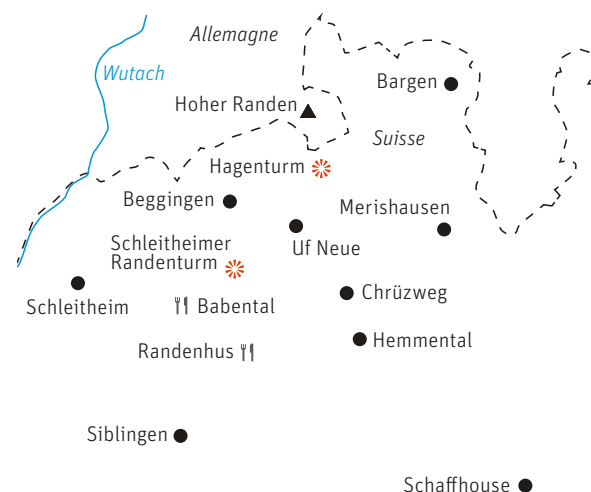 Allemagne
Wutach
Bargen
Hoher Randen
Suisse
Hagenturm
Beggingen
Merishausen
Schleitheimer
Randenturm
Uf Neue
Schleitheim
Babental
Chrüzweg
Randenhus
Hemmental
Siblingen
Schaffhouse